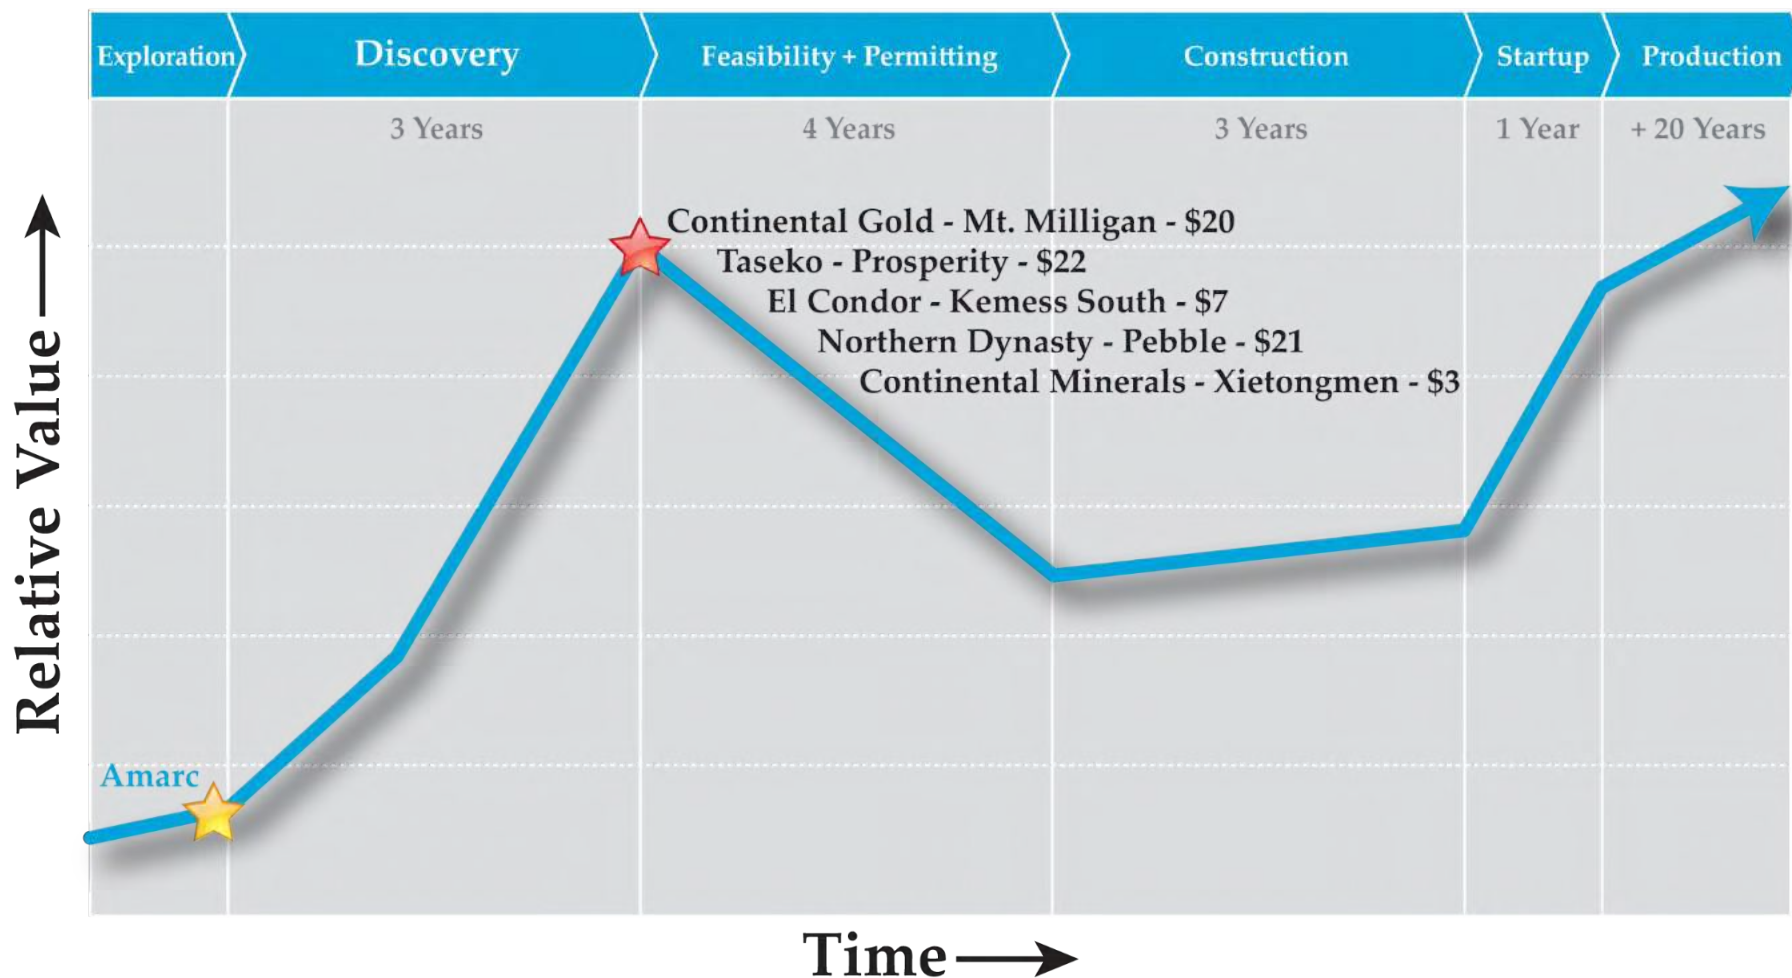 Exploration
Discovery
Feasibility + Permitting
Construction
Startup
Production
3 Years
4 Years
3 Years
1 Year
+ 20 Years
Continental Gold - Mt. Milligan - $20
Taseko - Prosperity - $22
El Condor - Kemess South - $7
Northern Dynasty - Pebble - $21
Continental Minerals - Xietongmen - $3
Relative Value
Amarc
Time